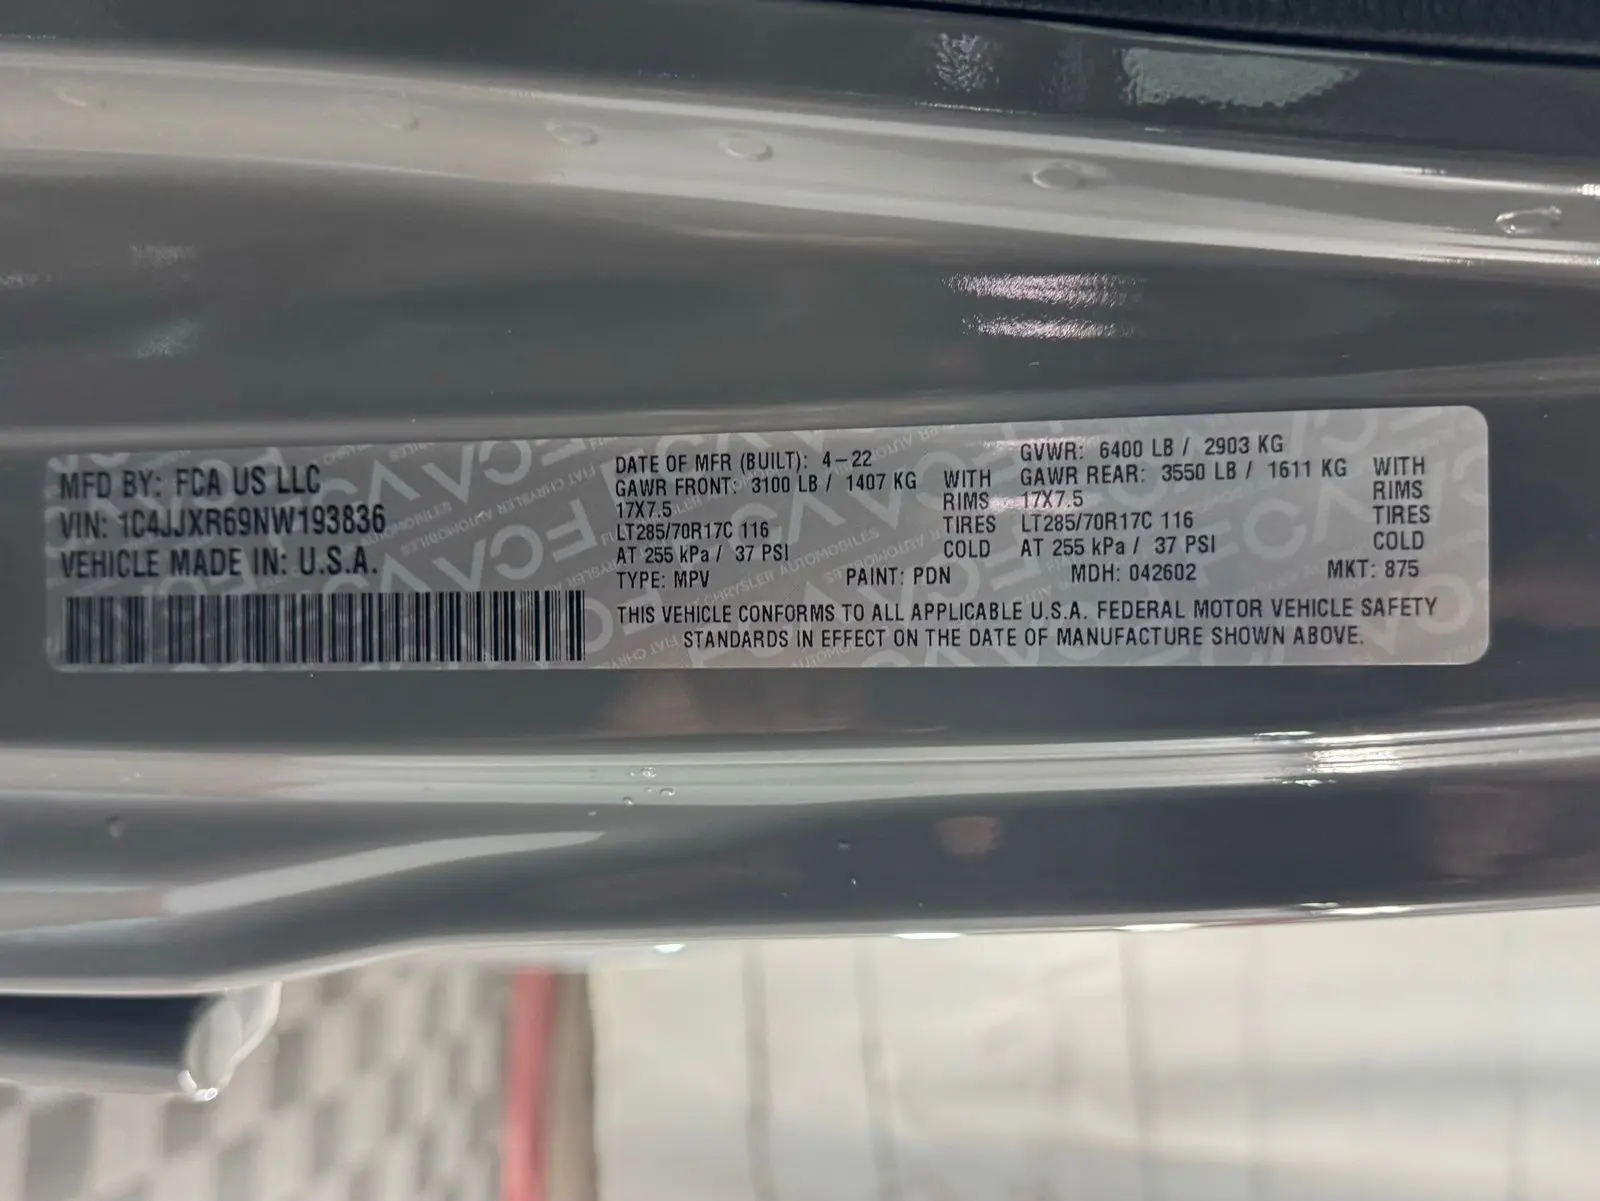 MFD BY: FCA US LLC
VIN: 1C4JJXR69NW193836
VEHICLE MADE IN: U.S.A.
DATE OF MFR (BUILT): 4-22
GVWR: 6400 LB / 2903 KG
GAWR FRONT: 3100 LB / 1407 KG WITH
17X7.5 RIMS
LT285/70R17C 116 TIRES
AT 255 kPa / 37 PSI COLD
GAWR REAR: 3550 LB / 1611 KG WITH
17X7.5 RIMS
LT285/70R17C 116 TIRES
AT 255 kPa / 37 PSI COLD
TYPE: MPV PAINT: PDN MDH: 042602 MKT: 875
THIS VEHICLE CONFORMS TO ALL APPLICABLE U.S.A. FEDERAL MOTOR VEHICLE SAFETY
STANDARDS IN EFFECT ON THE DATE OF MANUFACTURE SHOWN ABOVE.